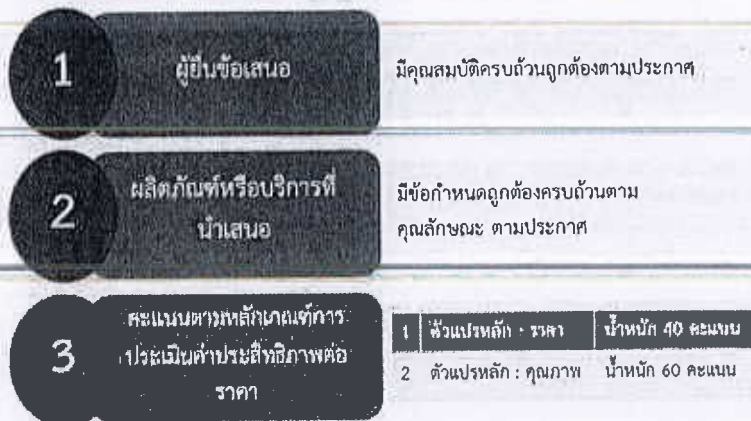 1
ผู้ยื่นข้อเสนอ
มีคุณสมบัติครบถ้วนถูกต้องตามประกาศ
2
ผลิตภัณฑ์หรือบริการที่
นำเสนอ
มีข้อกำหนดถูกต้องครบถ้วนตาม
คุณลักษณะ ตามประกาศ
3
คะแนนตามหลักเกณฑ์การ
ประเมินค่าประสิทธิภาพต่อ
ราคา
1 ตัวแปรหลัก : ราคา น้ำหนัก 40 คะแนน
2 ตัวแปรหลัก : คุณภาพ น้ำหนัก 60 คะแนน